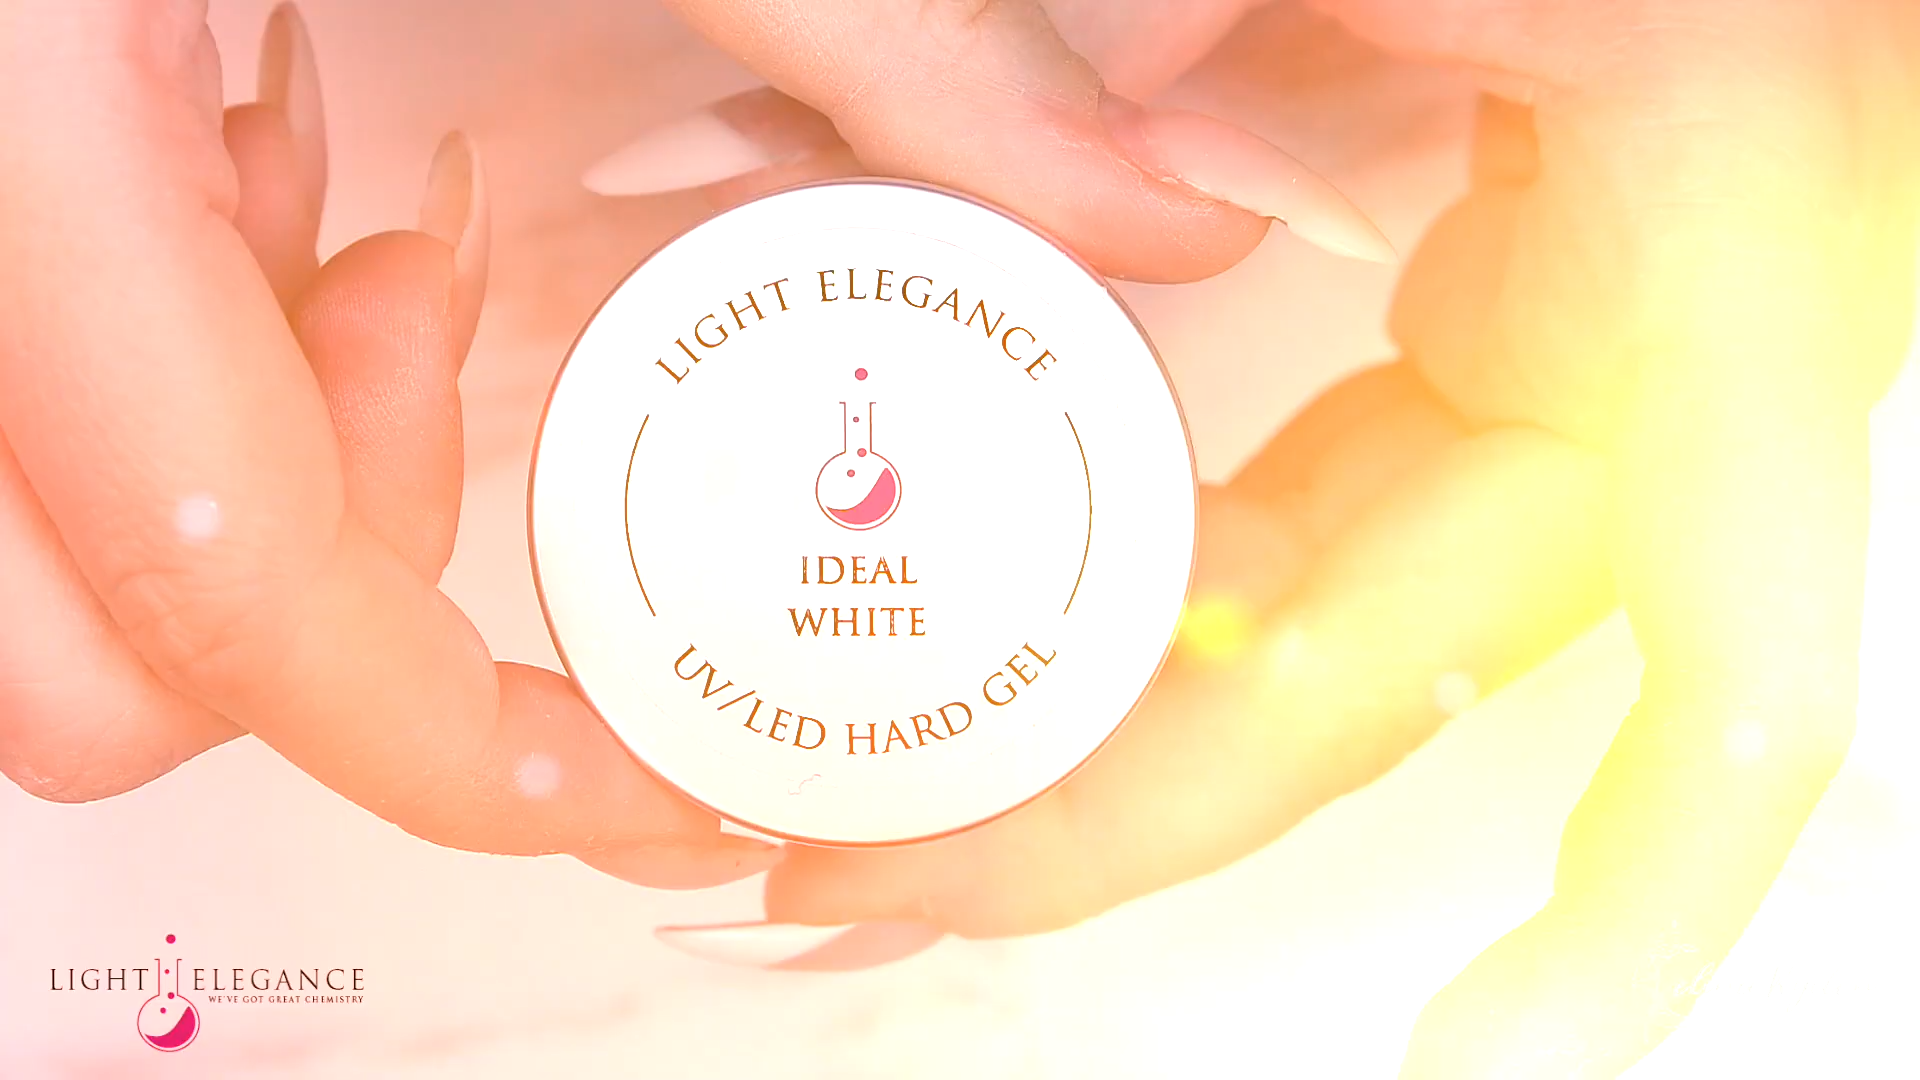 LIGHT ELEGANCE
IDEAL
WHITE
UV/LED HARD GEL
LIGHT ELEGANCE
WE'VE GOT GREAT CHEMISTRY